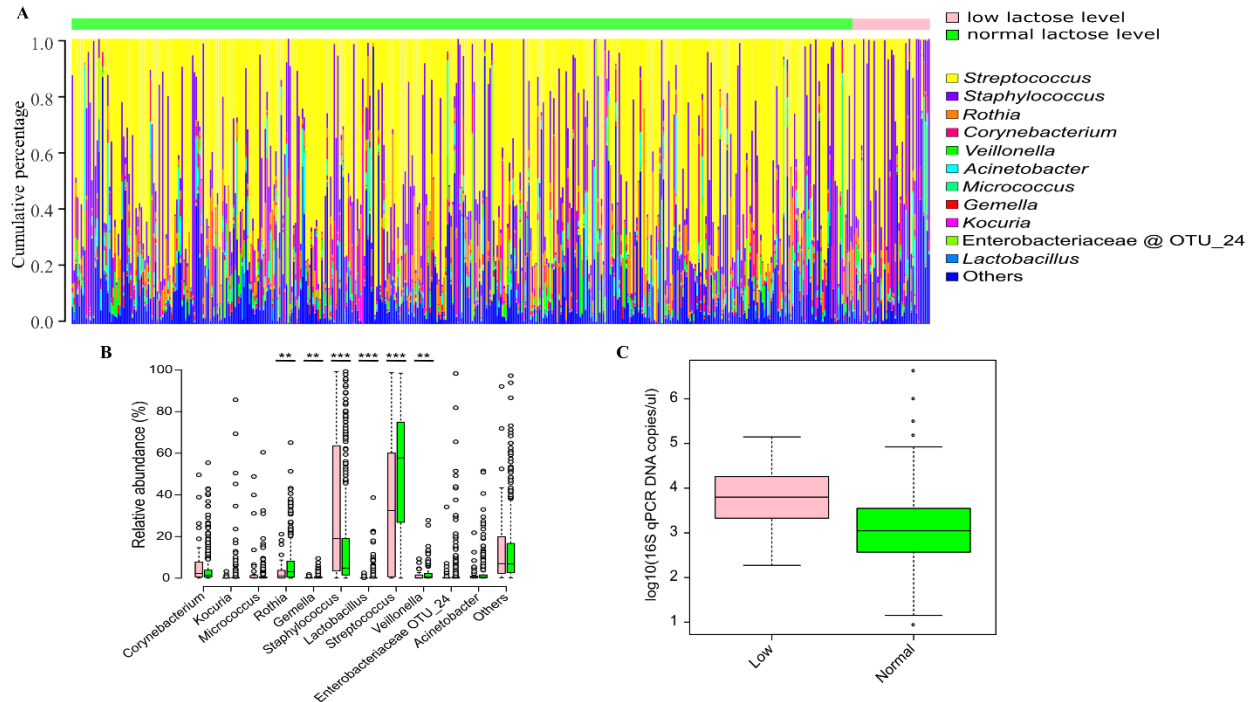 A
low lactose level
normal lactose level
Cumulative percentage
1.0
0.8
0.6
0.4
0.2
0.0
Streptococcus
Staphylococcus
Rothia
Corynebacterium
Veillonella
Acinetobacter
Micrococcus
Gemella
Kocuria
Enterobacteriaceae @ OTU_24
Lactobacillus
Others
B
** ** *** *** *** **
Relative abundance (%)
100
80
60
40
20
0
Corynebacterium
Kocuria
Micrococcus
Rothia
Gemella
Staphylococcus
Lactobacillus
Streptococcus
Veillonella
Enterobacteriaceae OTU_24
Acinetobacter
Others
C
log10(16S qPCR DNA copies/ul)
6
5
4
3
2
1
Low
Normal